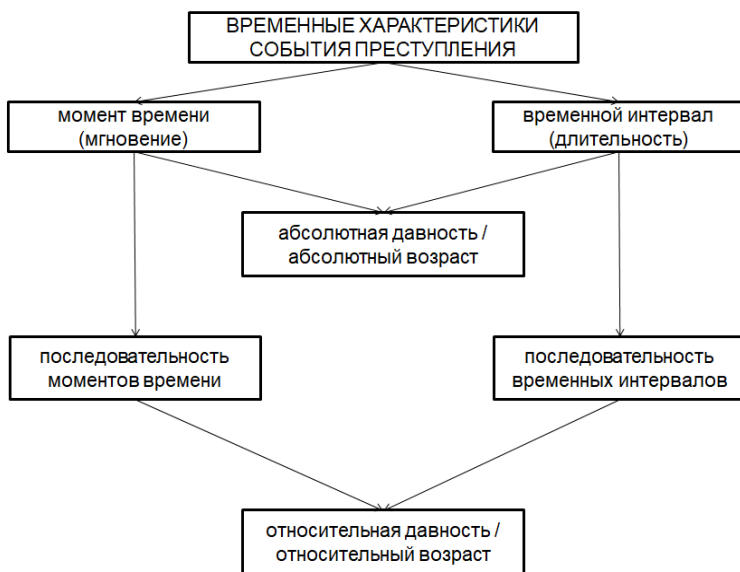 ВРЕМЕННЫЕ ХАРАКТЕРИСТИКИ
СОБЫТИЯ ПРЕСТУПЛЕНИЯ
момент времени
(мгновение)
временной интервал
(длительность)
абсолютная давность /
абсолютный возраст
последовательность
моментов времени
последовательность
временных интервалов
относительная давность /
относительный возраст